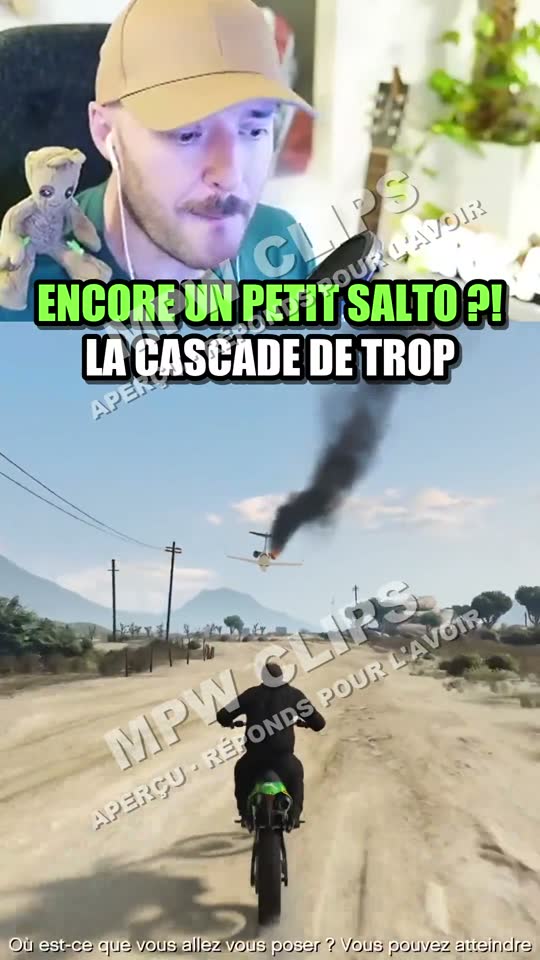 MPW CLIPS
APERÇU - RÉPONDS POUR L'AVOIR
ENCORE UN PETIT SALTO ?!
LA CASCADE DE TROP
MPW CLIPS
APERÇU - RÉPONDS POUR L'AVOIR
Où est-ce que vous allez vous poser ? Vous pouvez atteindre